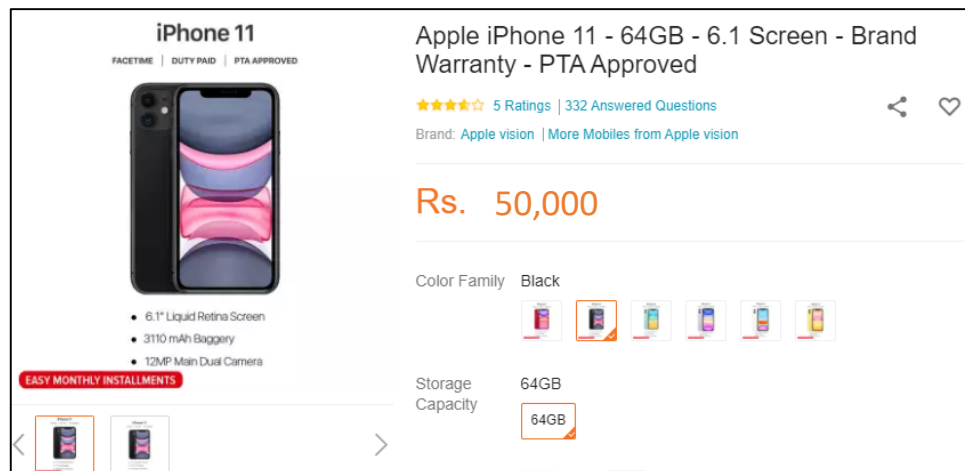 iPhone 11
FACETIME | DUTY PAID | PTA APPROVED
6.1" Liquid Retina Screen
3110 mAh Baggery
12MP Main Dual Camera
EASY MONTHLY INSTALLMENTS
Apple iPhone 11 - 64GB - 6.1 Screen - Brand
Warranty - PTA Approved
5 Ratings | 332 Answered Questions
Brand: Apple vision | More Mobiles from Apple vision
Rs. 50,000
Color Family Black
Storage Capacity 64GB
64GB